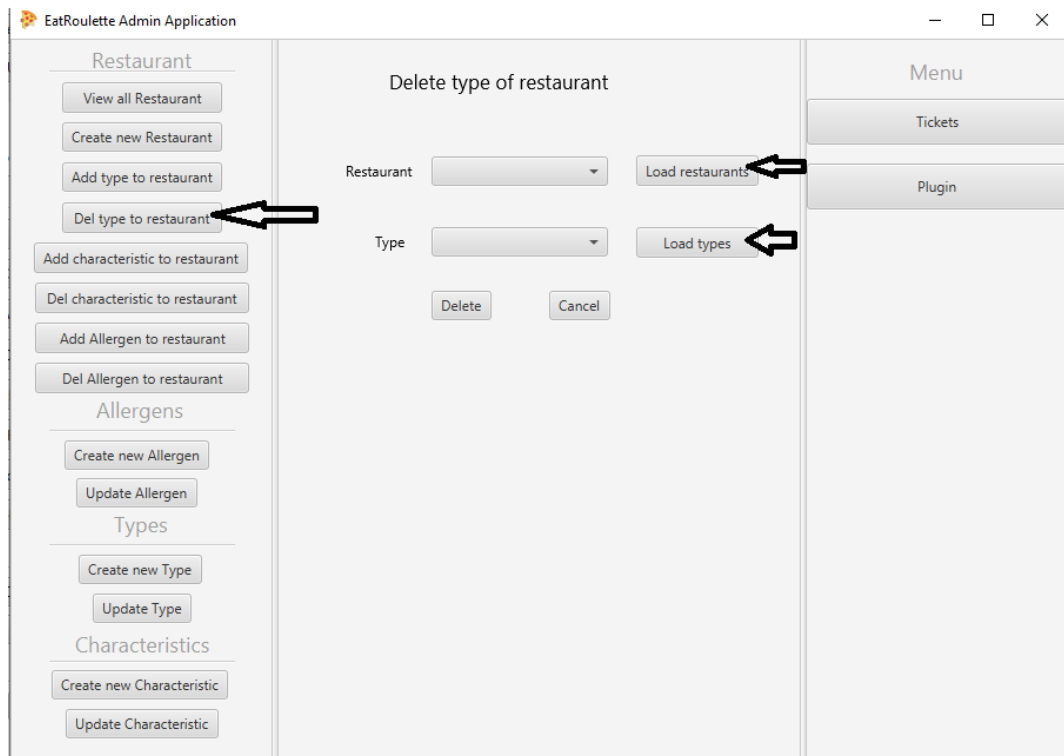 EatRoulette Admin Application
Restaurant
View all Restaurant
Create new Restaurant
Add type to restaurant
Del type to restaurant
Add characteristic to restaurant
Del characteristic to restaurant
Add Allergen to restaurant
Del Allergen to restaurant
Allergens
Create new Allergen
Update Allergen
Types
Create new Type
Update Type
Characteristics
Create new Characteristic
Update Characteristic
Delete type of restaurant
Restaurant
Load restaurants
Type
Load types
Delete
Cancel
Menu
Tickets
Plugin